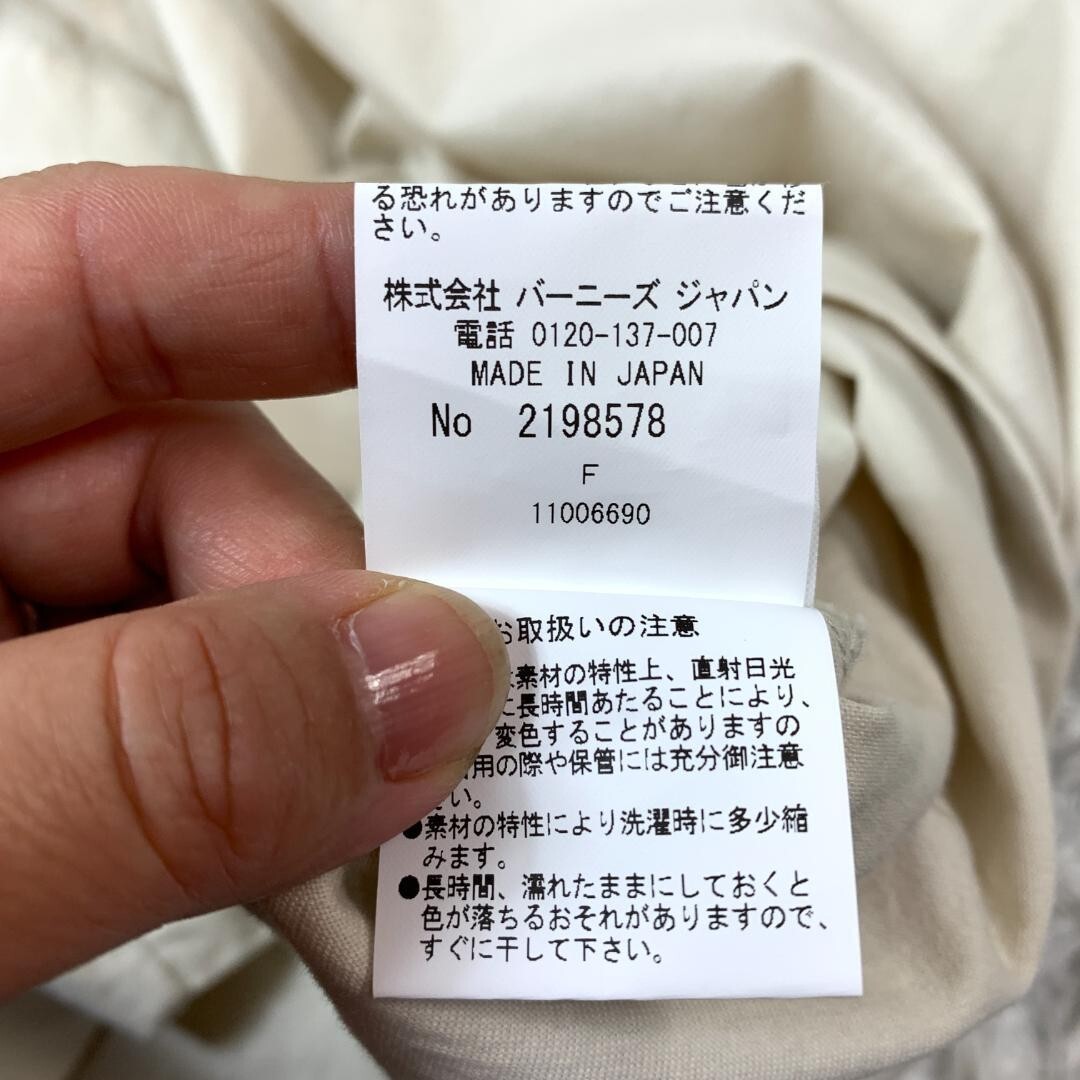 る恐れがありますのでご注意くだ
さい。
株式会社 バーニーズ ジャパン
電話 0120-137-007
MADE IN JAPAN
No 2198578
F
11006690
お取扱いの注意
素材の特性上、直射日光
に長時間あたることにより、
変色することがありますの
用の際や保管には充分御注意
さい。
●素材の特性により洗濯時に多少縮
みます。
●長時間、濡れたままにしておくと
色が落ちるおそれがありますので、
すぐに干して下さい。